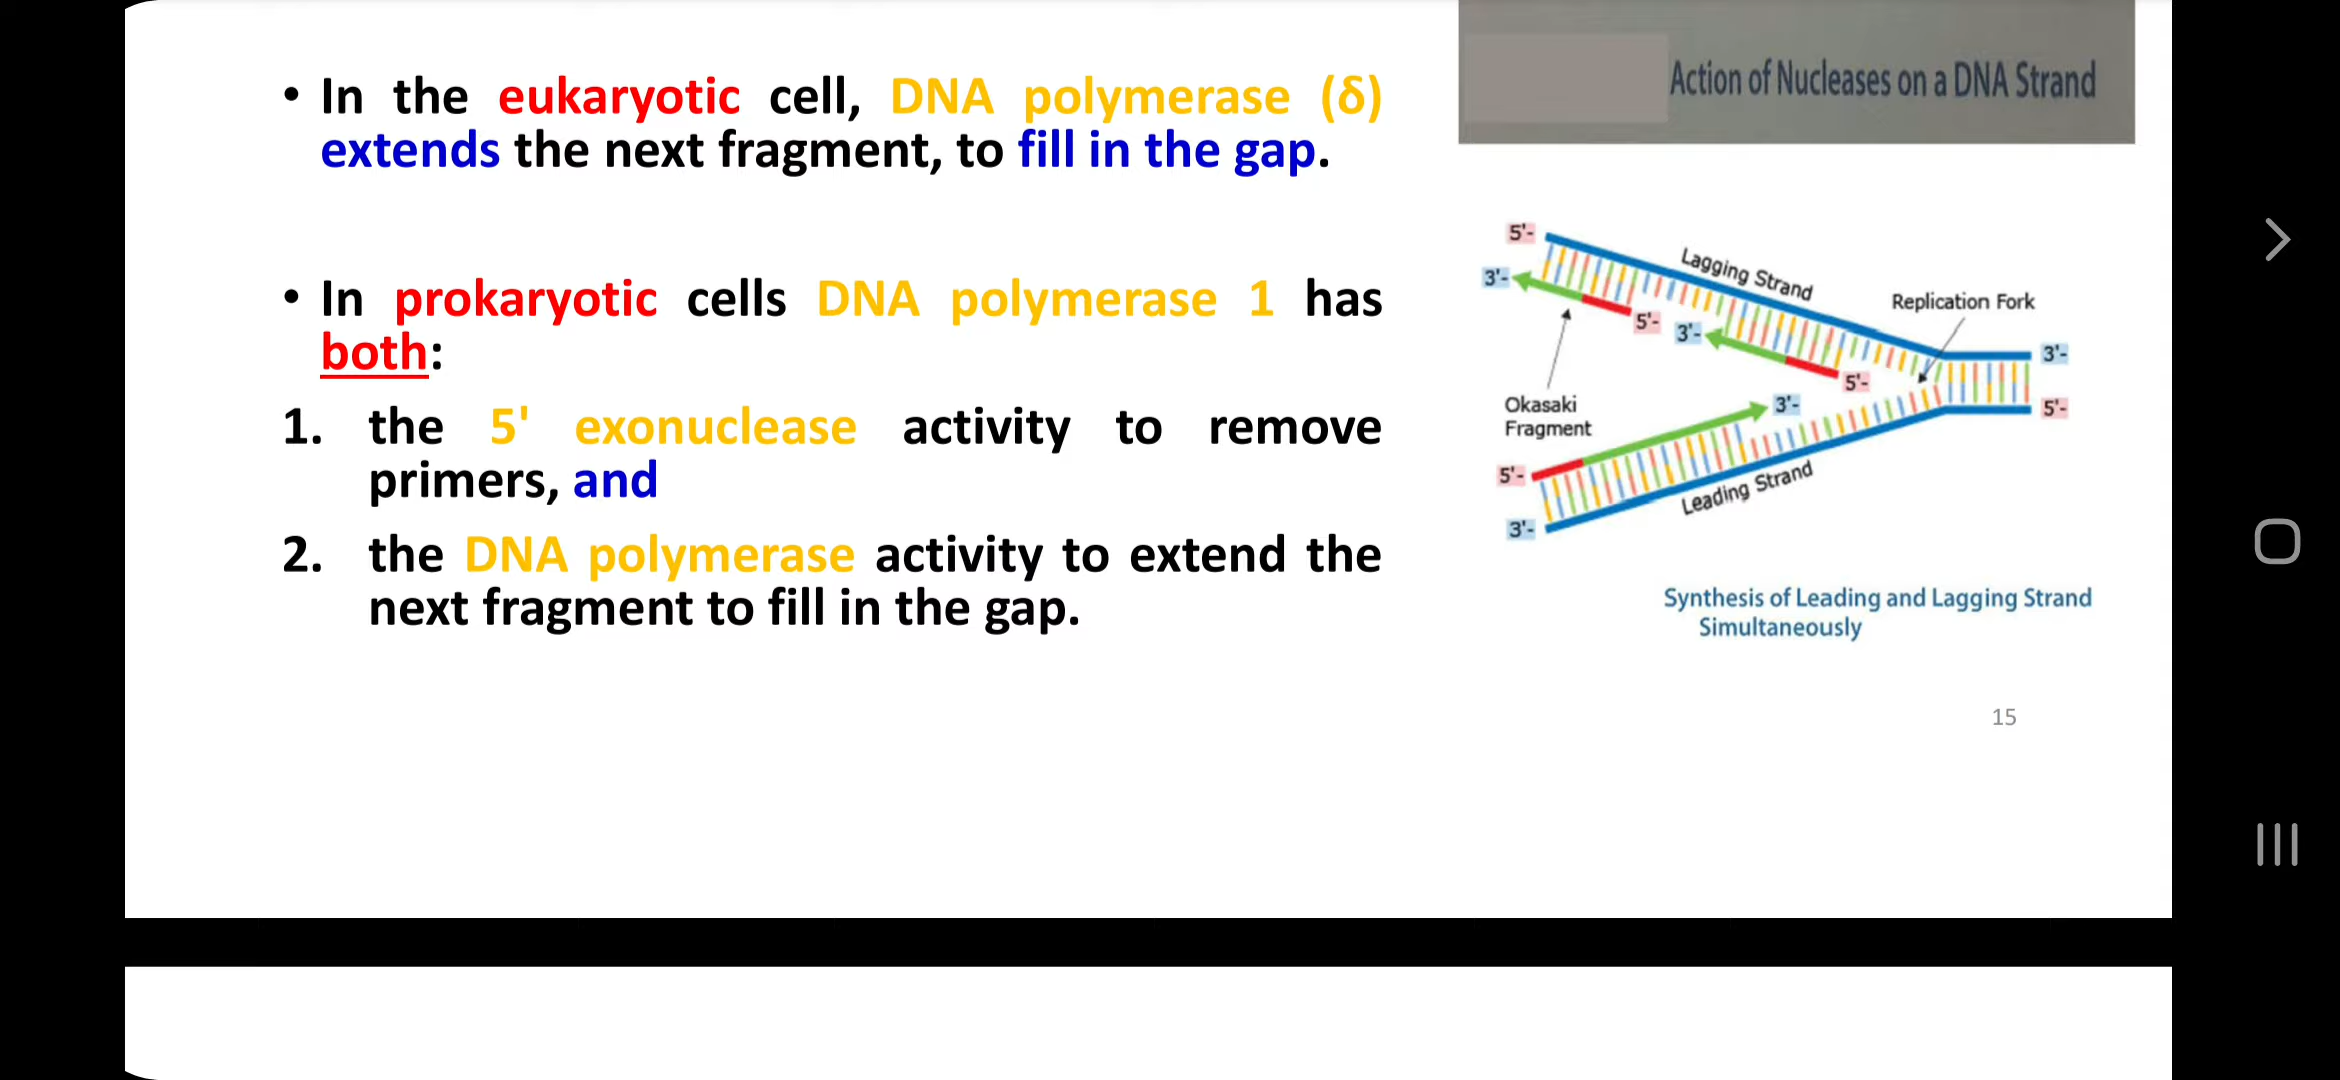 • In the eukaryotic cell, DNA polymerase (δ)
extends the next fragment, to fill in the gap.
• In prokaryotic cells DNA polymerase 1 has
both:
1. the 5' exonuclease activity to remove
primers, and
2. the DNA polymerase activity to extend the
next fragment to fill in the gap.
Action of Nucleases on a DNA Strand
5'-
Lagging Strand
3'-
Replication Fork
5'-
3'-
3'-
5'-
Okasaki
Fragment
3'-
5'-
5'-
Leading Strand
3'-
Synthesis of Leading and Lagging Strand
Simultaneously
15